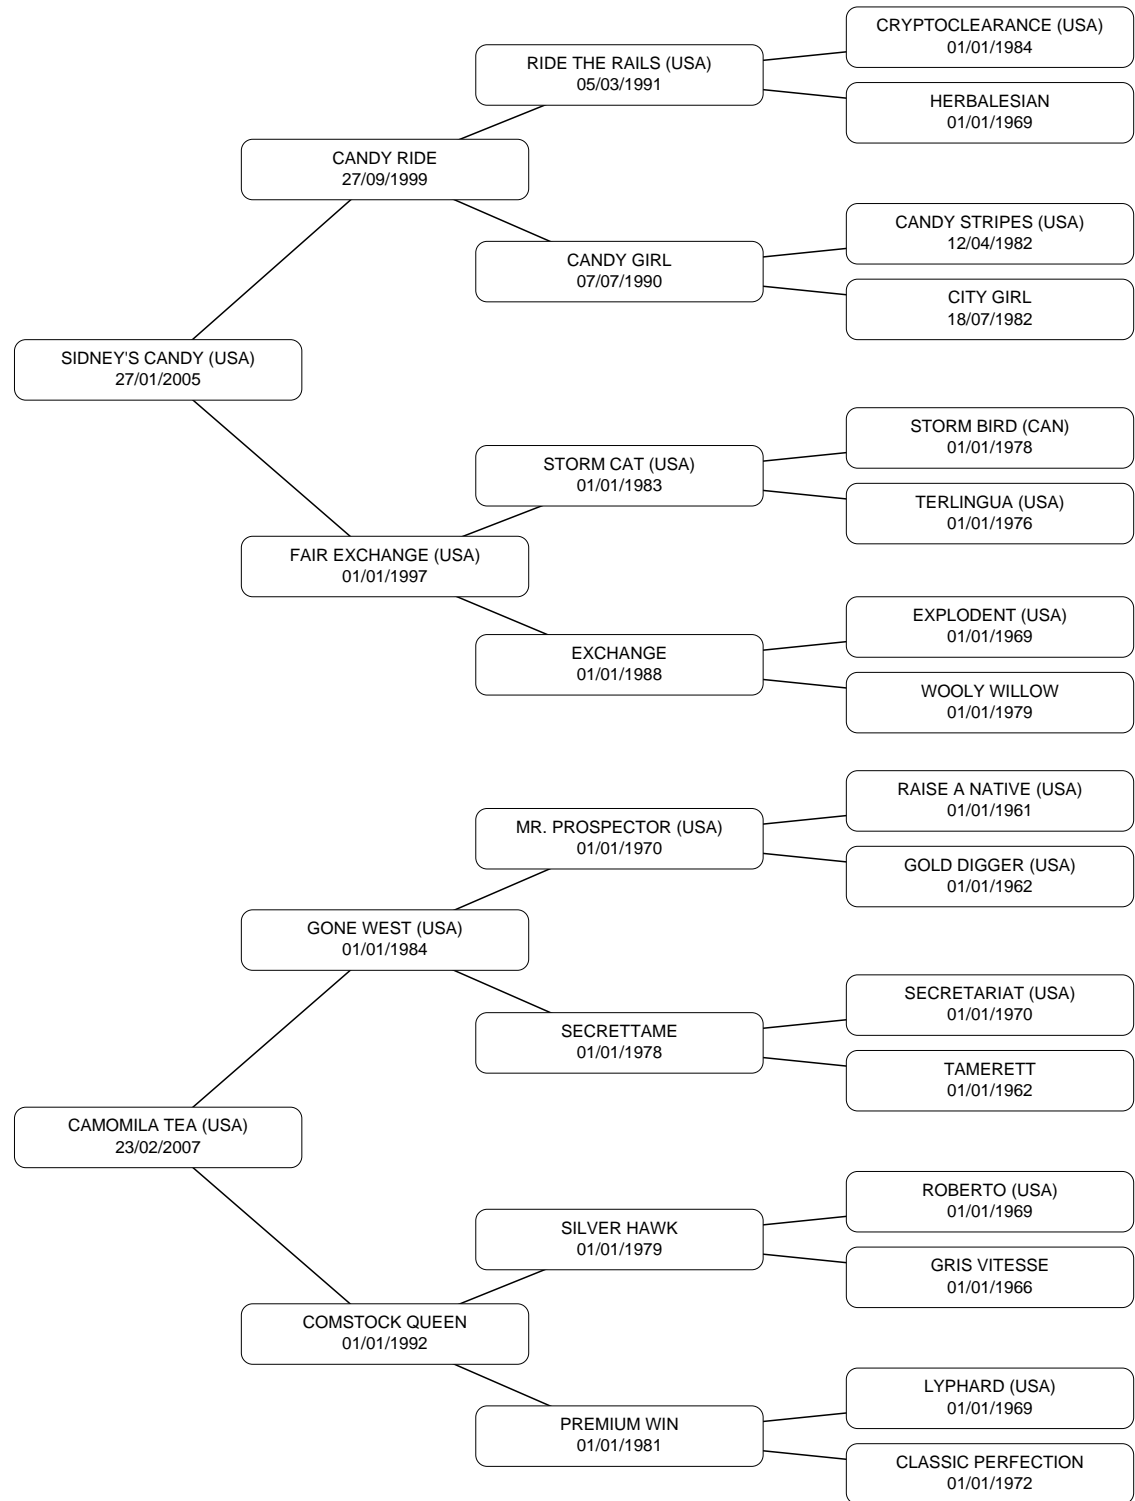 CRYPTOCLEARANCE (USA)
01/01/1984
RIDE THE RAILS (USA)
05/03/1991
HERBALESIAN
01/01/1969
CANDY RIDE
27/09/1999
CANDY STRIPES (USA)
12/04/1982
CANDY GIRL
07/07/1990
CITY GIRL
18/07/1982
SIDNEY'S CANDY (USA)
27/01/2005
STORM BIRD (CAN)
01/01/1978
STORM CAT (USA)
01/01/1983
TERLINGUA (USA)
01/01/1976
FAIR EXCHANGE (USA)
01/01/1997
EXPLODENT (USA)
01/01/1969
EXCHANGE
01/01/1988
WOOLY WILLOW
01/01/1979
RAISE A NATIVE (USA)
01/01/1961
MR. PROSPECTOR (USA)
01/01/1970
GOLD DIGGER (USA)
01/01/1962
GONE WEST (USA)
01/01/1984
SECRETARIAT (USA)
01/01/1970
SECRETTAME
01/01/1978
TAMERETT
01/01/1962
CAMOMILA TEA (USA)
23/02/2007
ROBERTO (USA)
01/01/1969
SILVER HAWK
01/01/1979
GRIS VITESSE
01/01/1966
COMSTOCK QUEEN
01/01/1992
LYPHARD (USA)
01/01/1969
PREMIUM WIN
01/01/1981
CLASSIC PERFECTION
01/01/1972